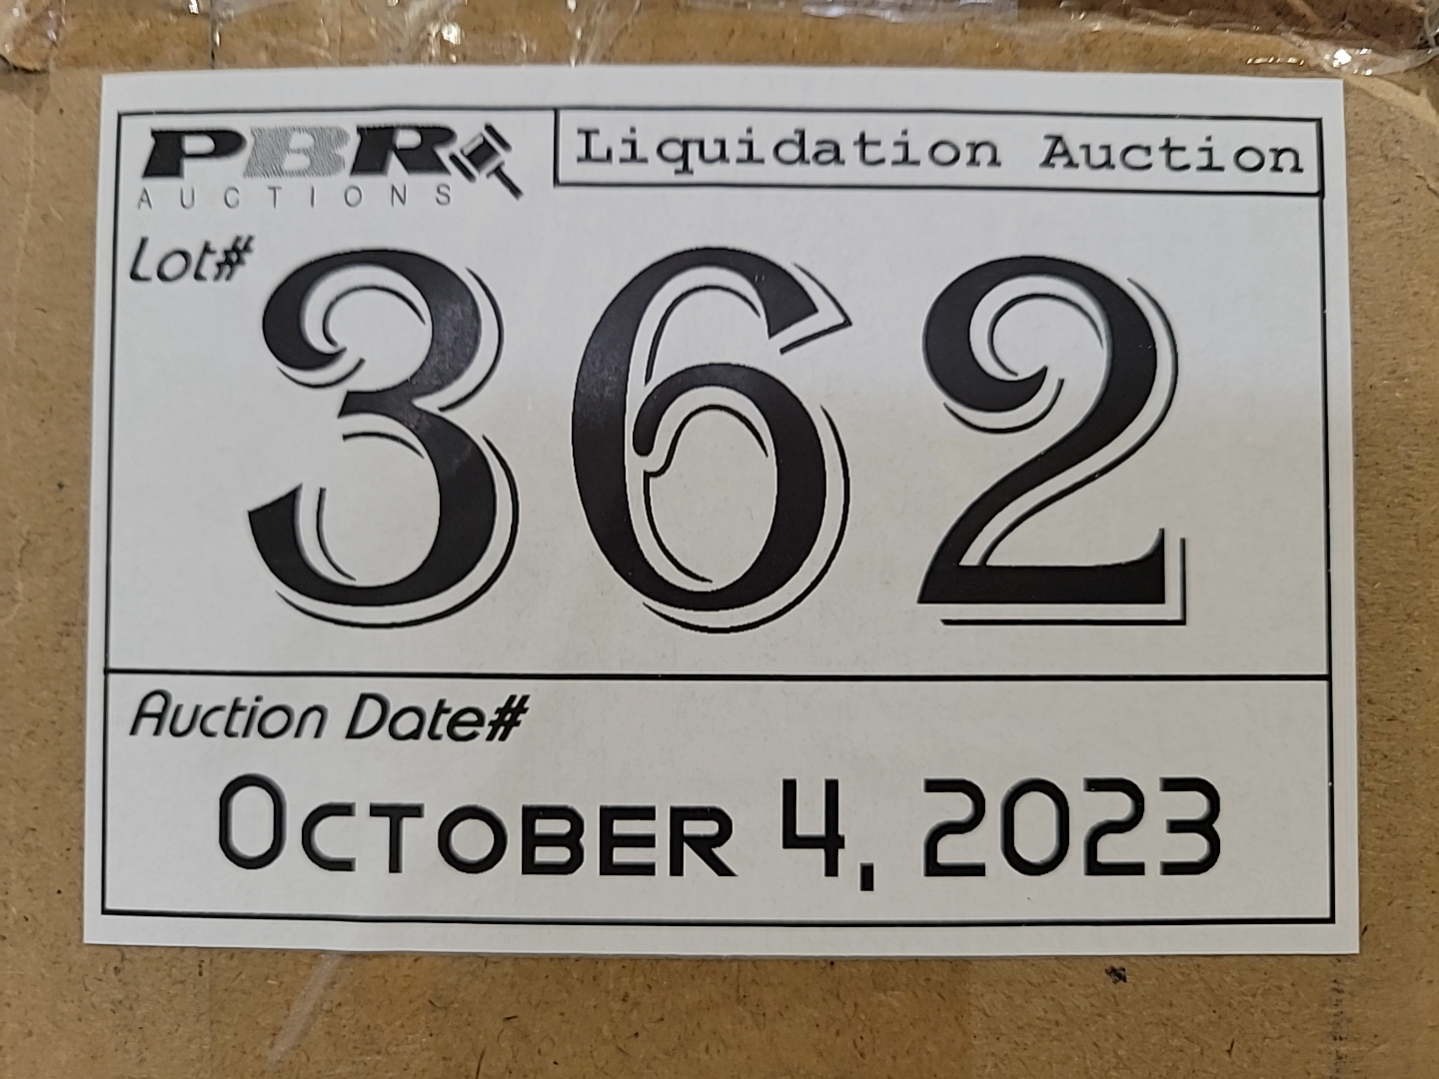 PBR
AUCTIONS
Liquidation Auction
Lot#
362
Auction Date#
October 4, 2023